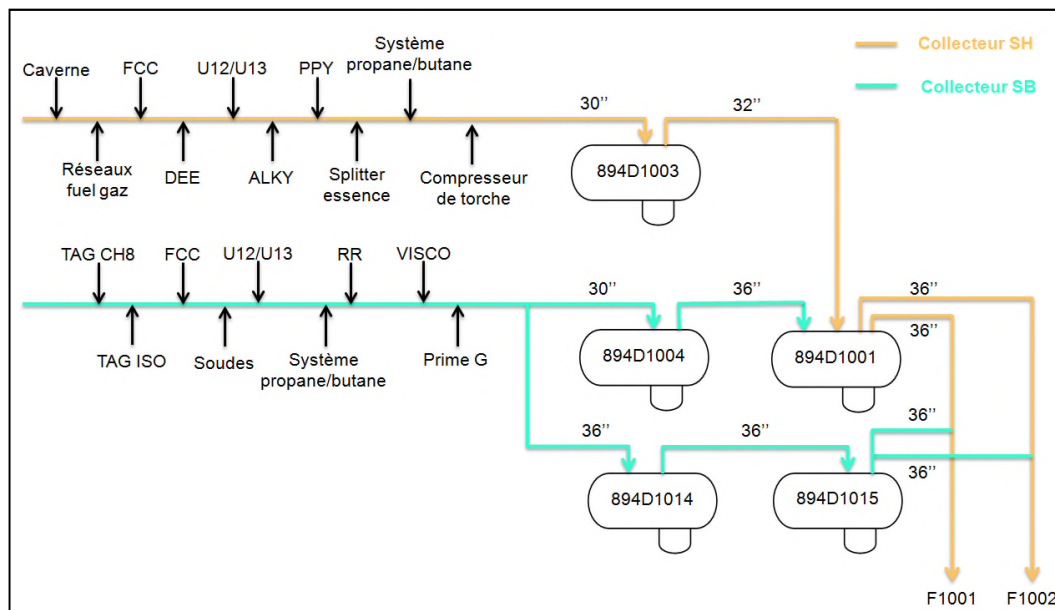 Collecteur SH
Collecteur SB
Système
propane/butane
Caverne
FCC
U12/U13
PPY
30’’
32’’
Réseaux
fuel gaz
DEE
ALKY
Splitter
essence
Compresseur
de torche
894D1003
TAG CH8
FCC
U12/U13
RR
VISCO
30’’
36’’
36’’
36’’
TAG ISO
Soudes
Système
propane/butane
Prime G
894D1004
894D1001
36’’
36’’
36’’
36’’
894D1014
894D1015
F1001
F1002